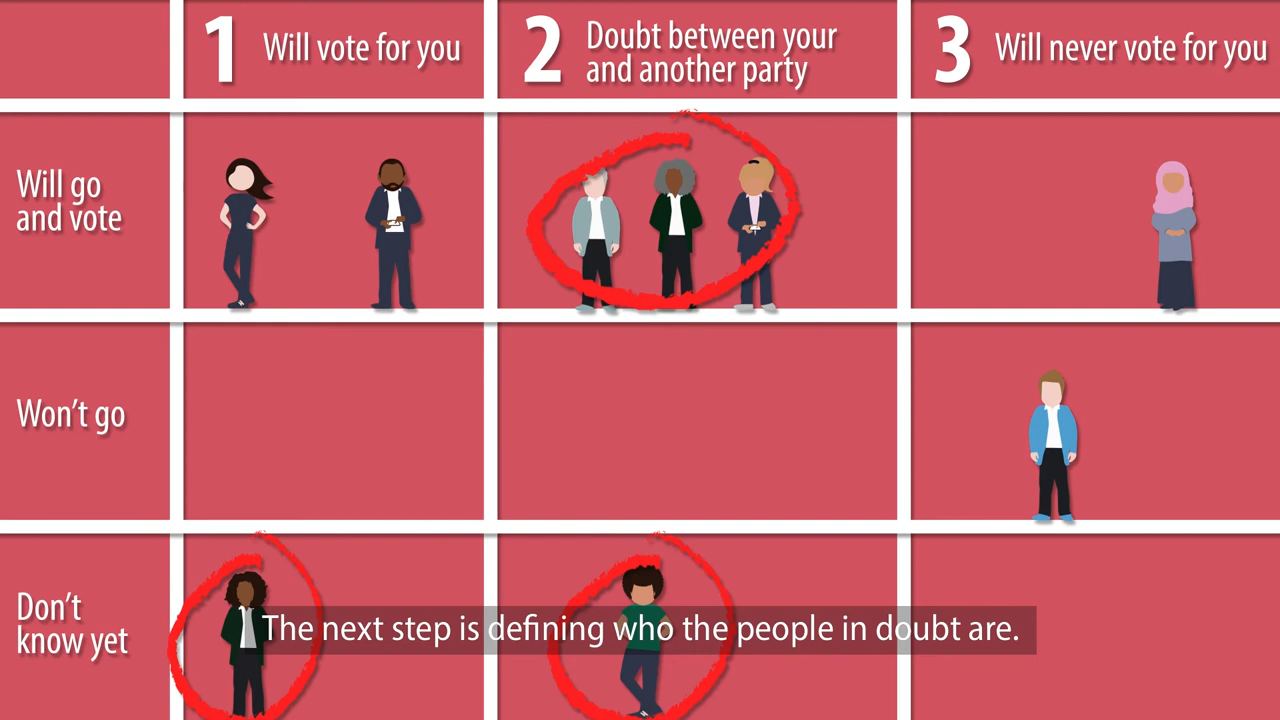 1 Will vote for you
2 Doubt between your
and another party
3 Will never vote for you
Will go
and vote
Won't go
Don't
know yet
The next step is defining who the people in doubt are.